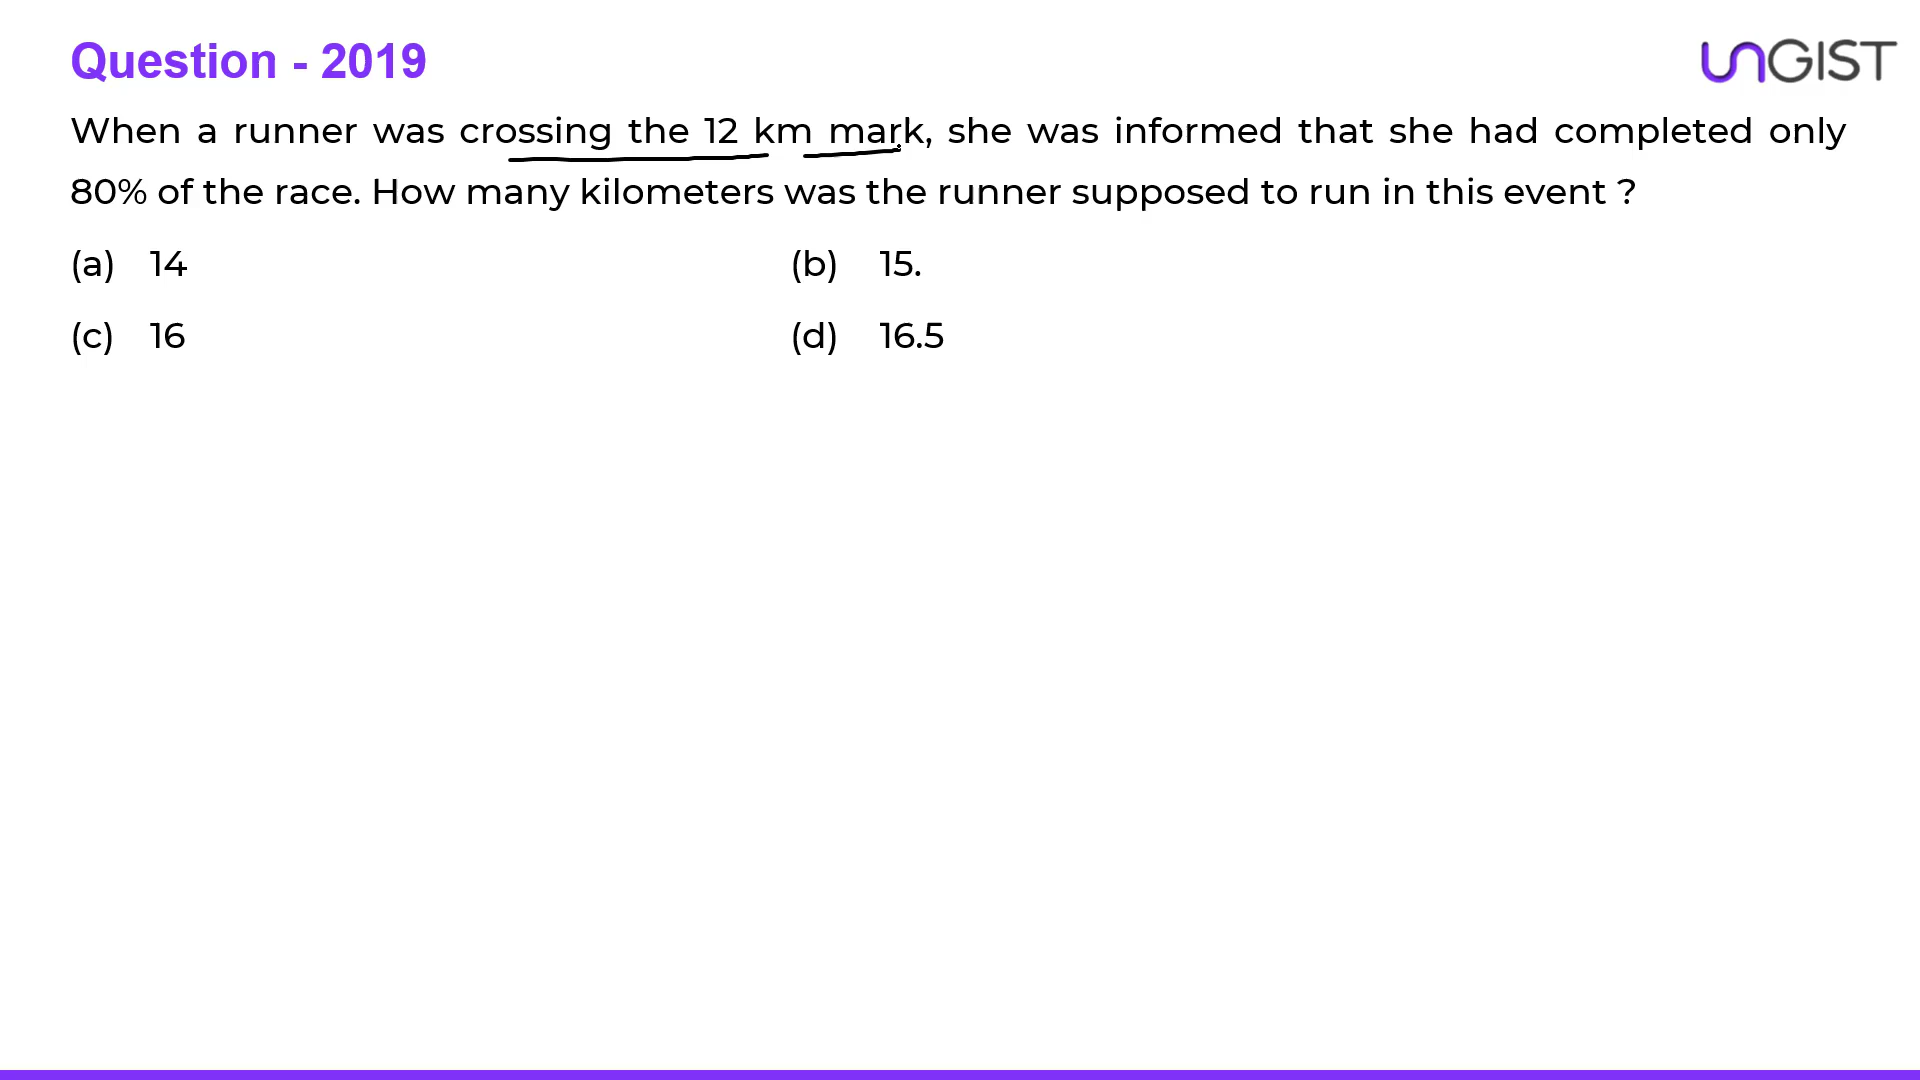 Question - 2019
UNGIST
When a runner was crossing the 12 km mark, she was informed that she had completed only
80% of the race. How many kilometers was the runner supposed to run in this event ?
(a) 14
(b) 15.
(c) 16
(d) 16.5